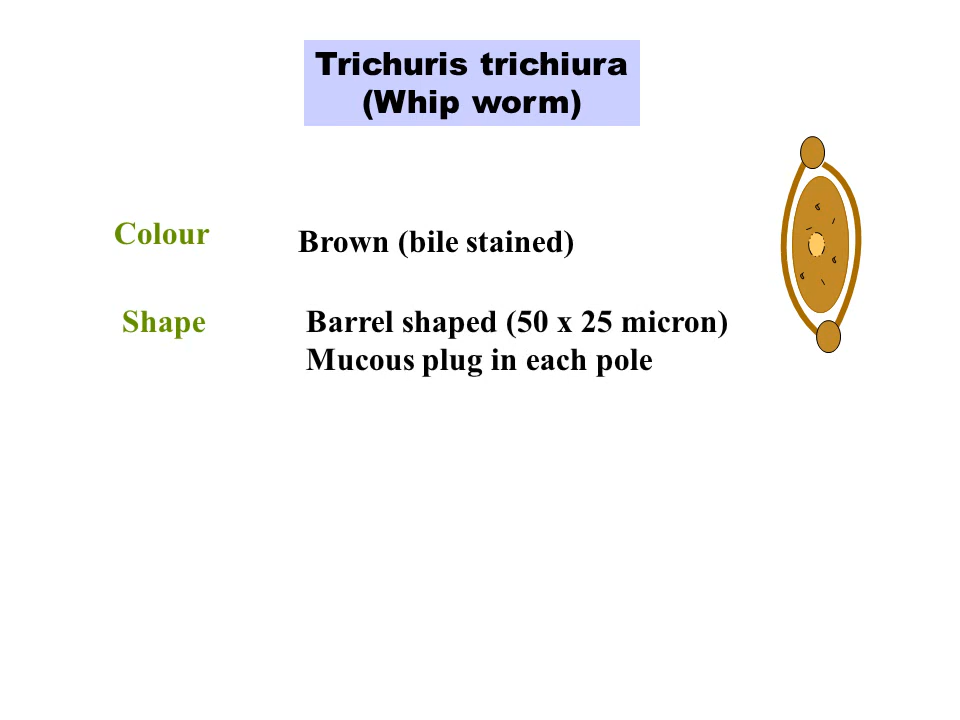 Trichuris trichiura
(Whip worm)
Colour
Brown (bile stained)
Shape
Barrel shaped (50 x 25 micron)
Mucous plug in each pole